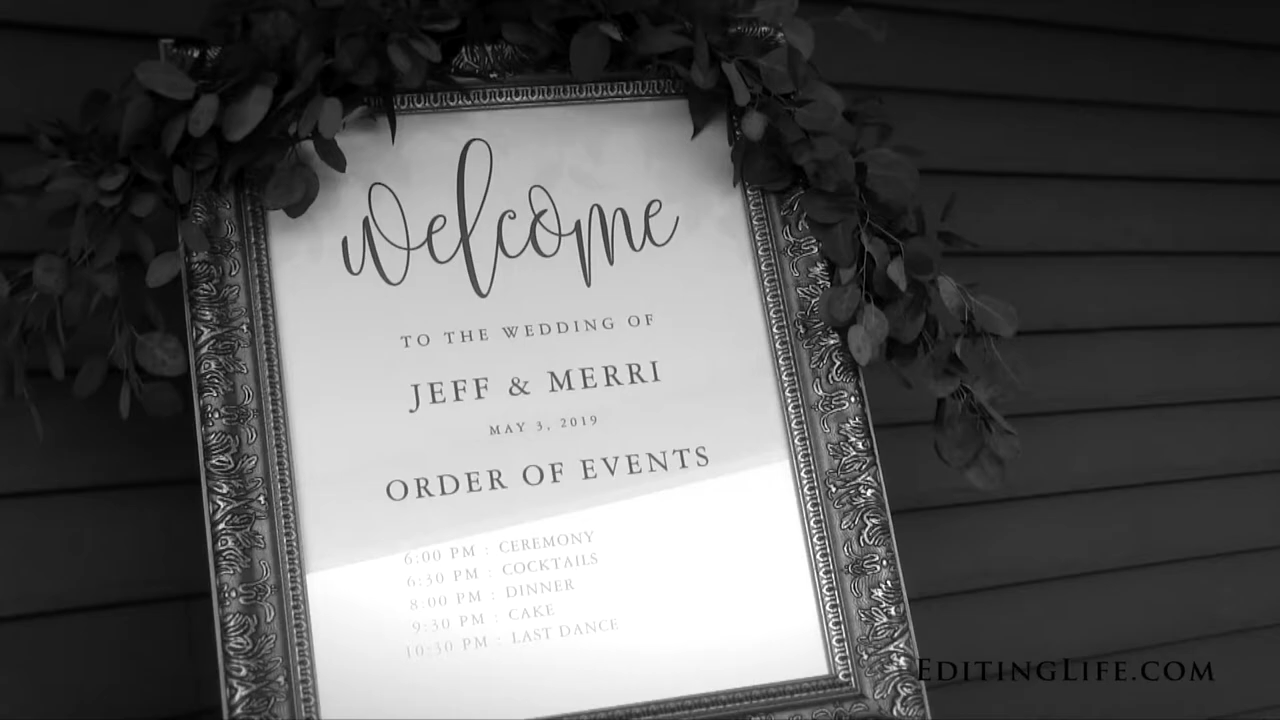 welcome
TO THE WEDDING OF
JEFF & MERRI
MAY 3, 2019
ORDER OF EVENTS
6:00 PM : CEREMONY
6:30 PM : COCKTAILS
8:00 PM : DINNER
9:30 PM : CAKE
10:30 PM : LAST DANCE
EDITINGLIFE.COM